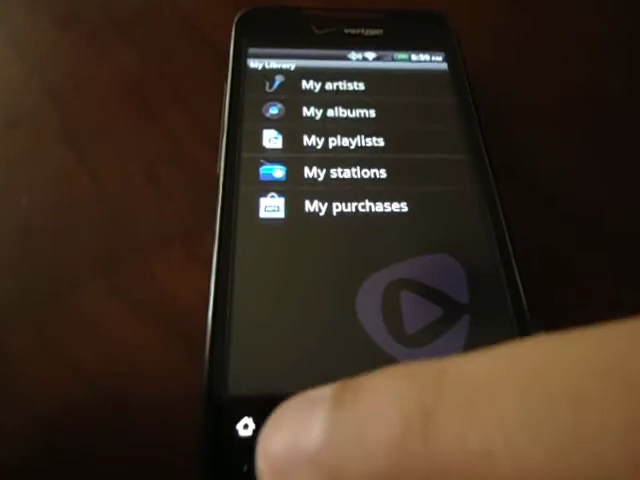 verizon
My Library
My artists
My albums
My playlists
My stations
My purchases